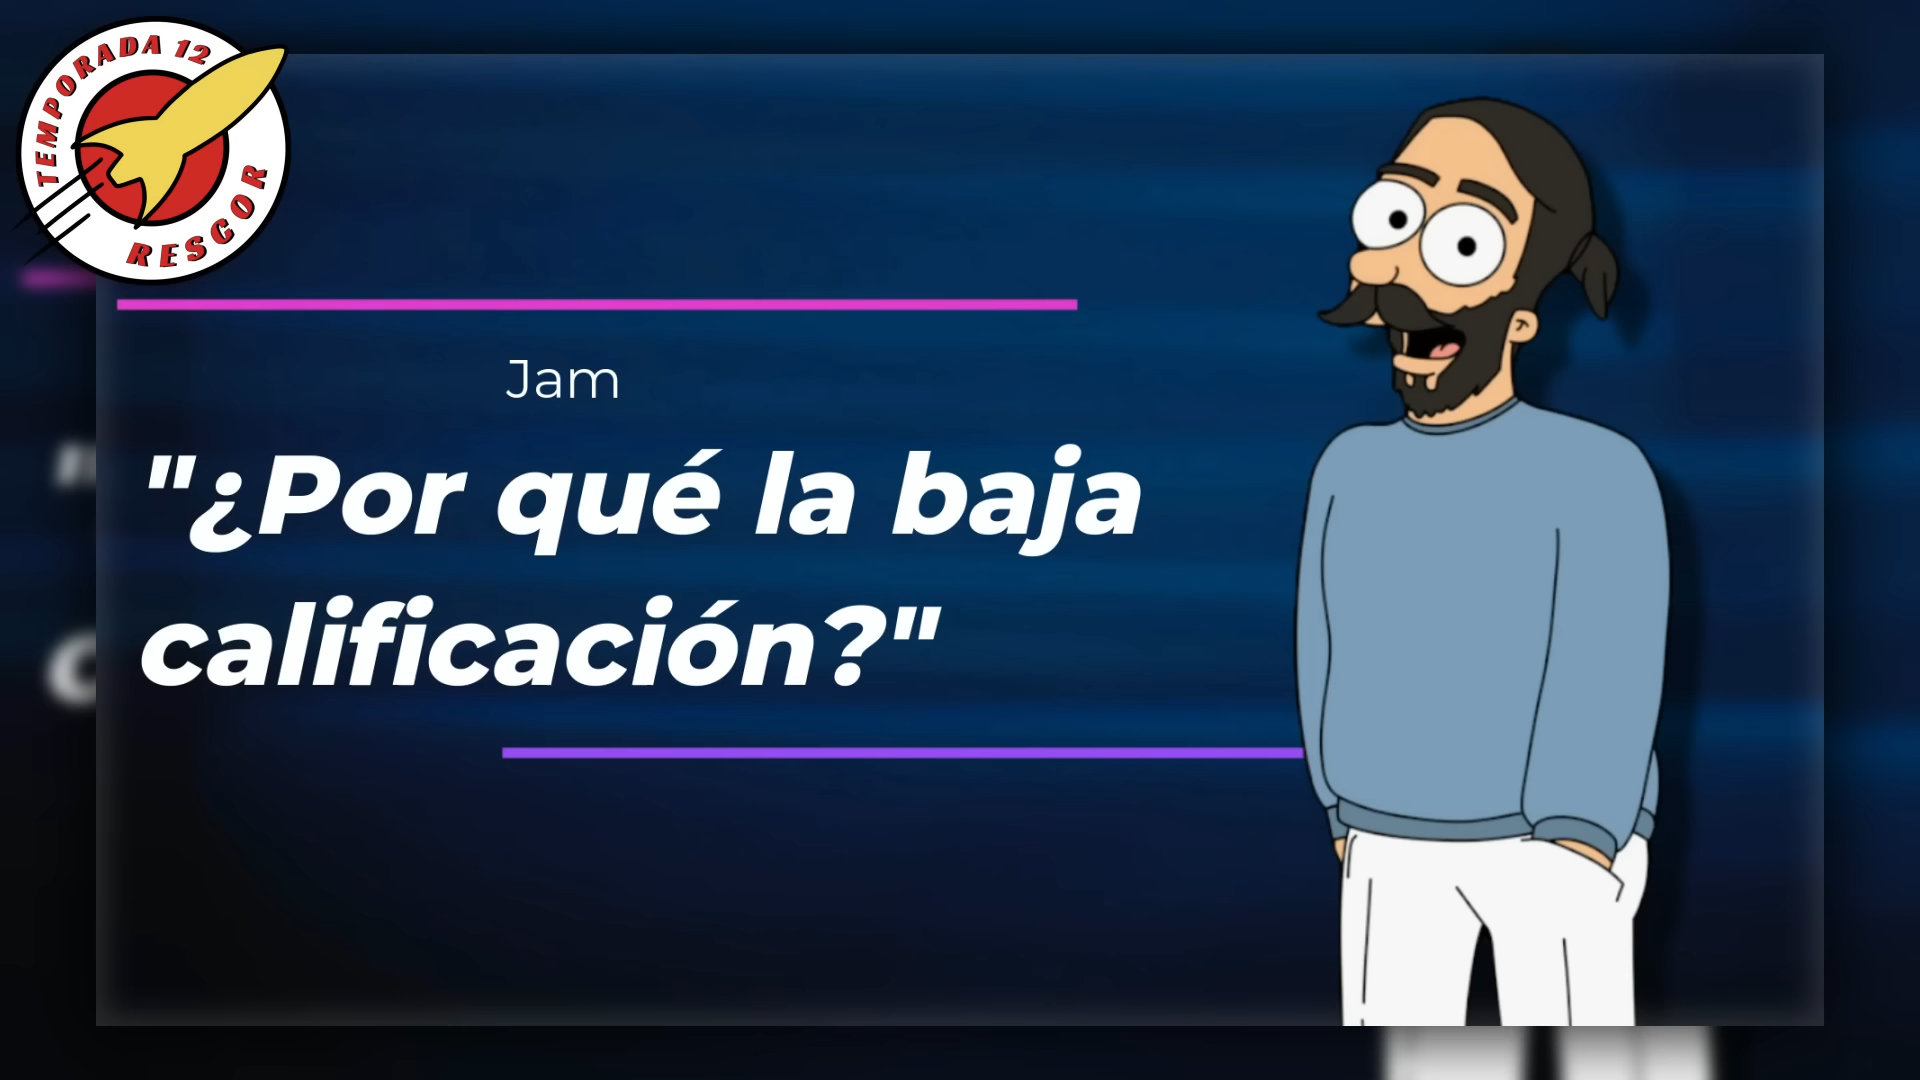 TEMPORADA 12
RESCOR
Jam
"¿Por qué la baja
calificación?"